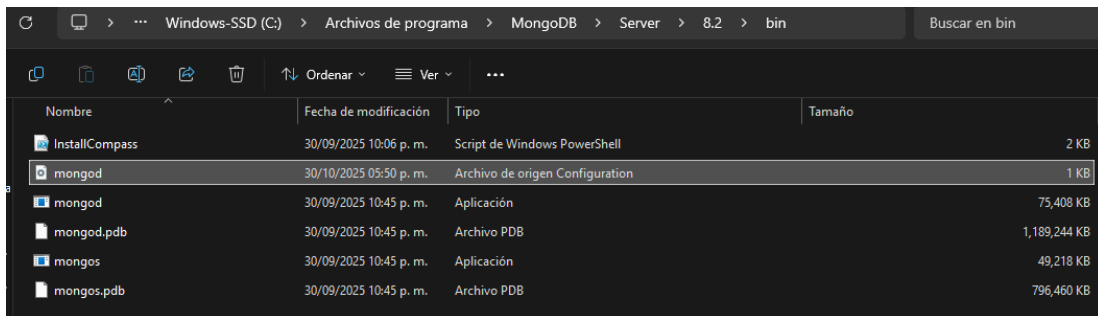 Windows-SSD (C:) > Archivos de programa > MongoDB > Server > 8.2 > bin Buscar en bin
Ordenar Ver
Nombre Fecha de modificación Tipo Tamaño
InstallCompass 30/09/2025 10:06 p. m. Script de Windows PowerShell 2 KB
mongod 30/10/2025 05:50 p. m. Archivo de origen Configuration 1 KB
mongod 30/09/2025 10:45 p. m. Aplicación 75,408 KB
mongod.pdb 30/09/2025 10:45 p. m. Archivo PDB 1,189,244 KB
mongos 30/09/2025 10:45 p. m. Aplicación 49,218 KB
mongos.pdb 30/09/2025 10:45 p. m. Archivo PDB 796,460 KB